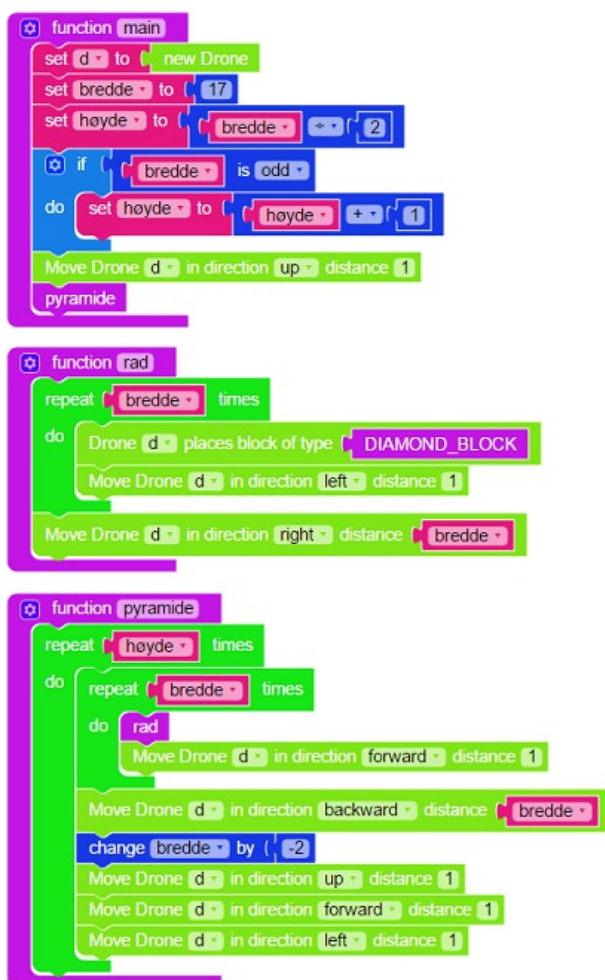 function main
set d to new Drone
set bredde to 17
set høyde to bredde ÷ 2
if bredde is odd
do set høyde to høyde + 1
Move Drone d in direction up distance 1
pyramide
function rad
repeat bredde times
do Drone d places block of type DIAMOND_BLOCK
Move Drone d in direction left distance 1
Move Drone d in direction right distance bredde
function pyramide
repeat høyde times
do repeat bredde times
do rad
Move Drone d in direction forward distance 1
Move Drone d in direction backward distance bredde
change bredde by -2
Move Drone d in direction up distance 1
Move Drone d in direction forward distance 1
Move Drone d in direction left distance 1